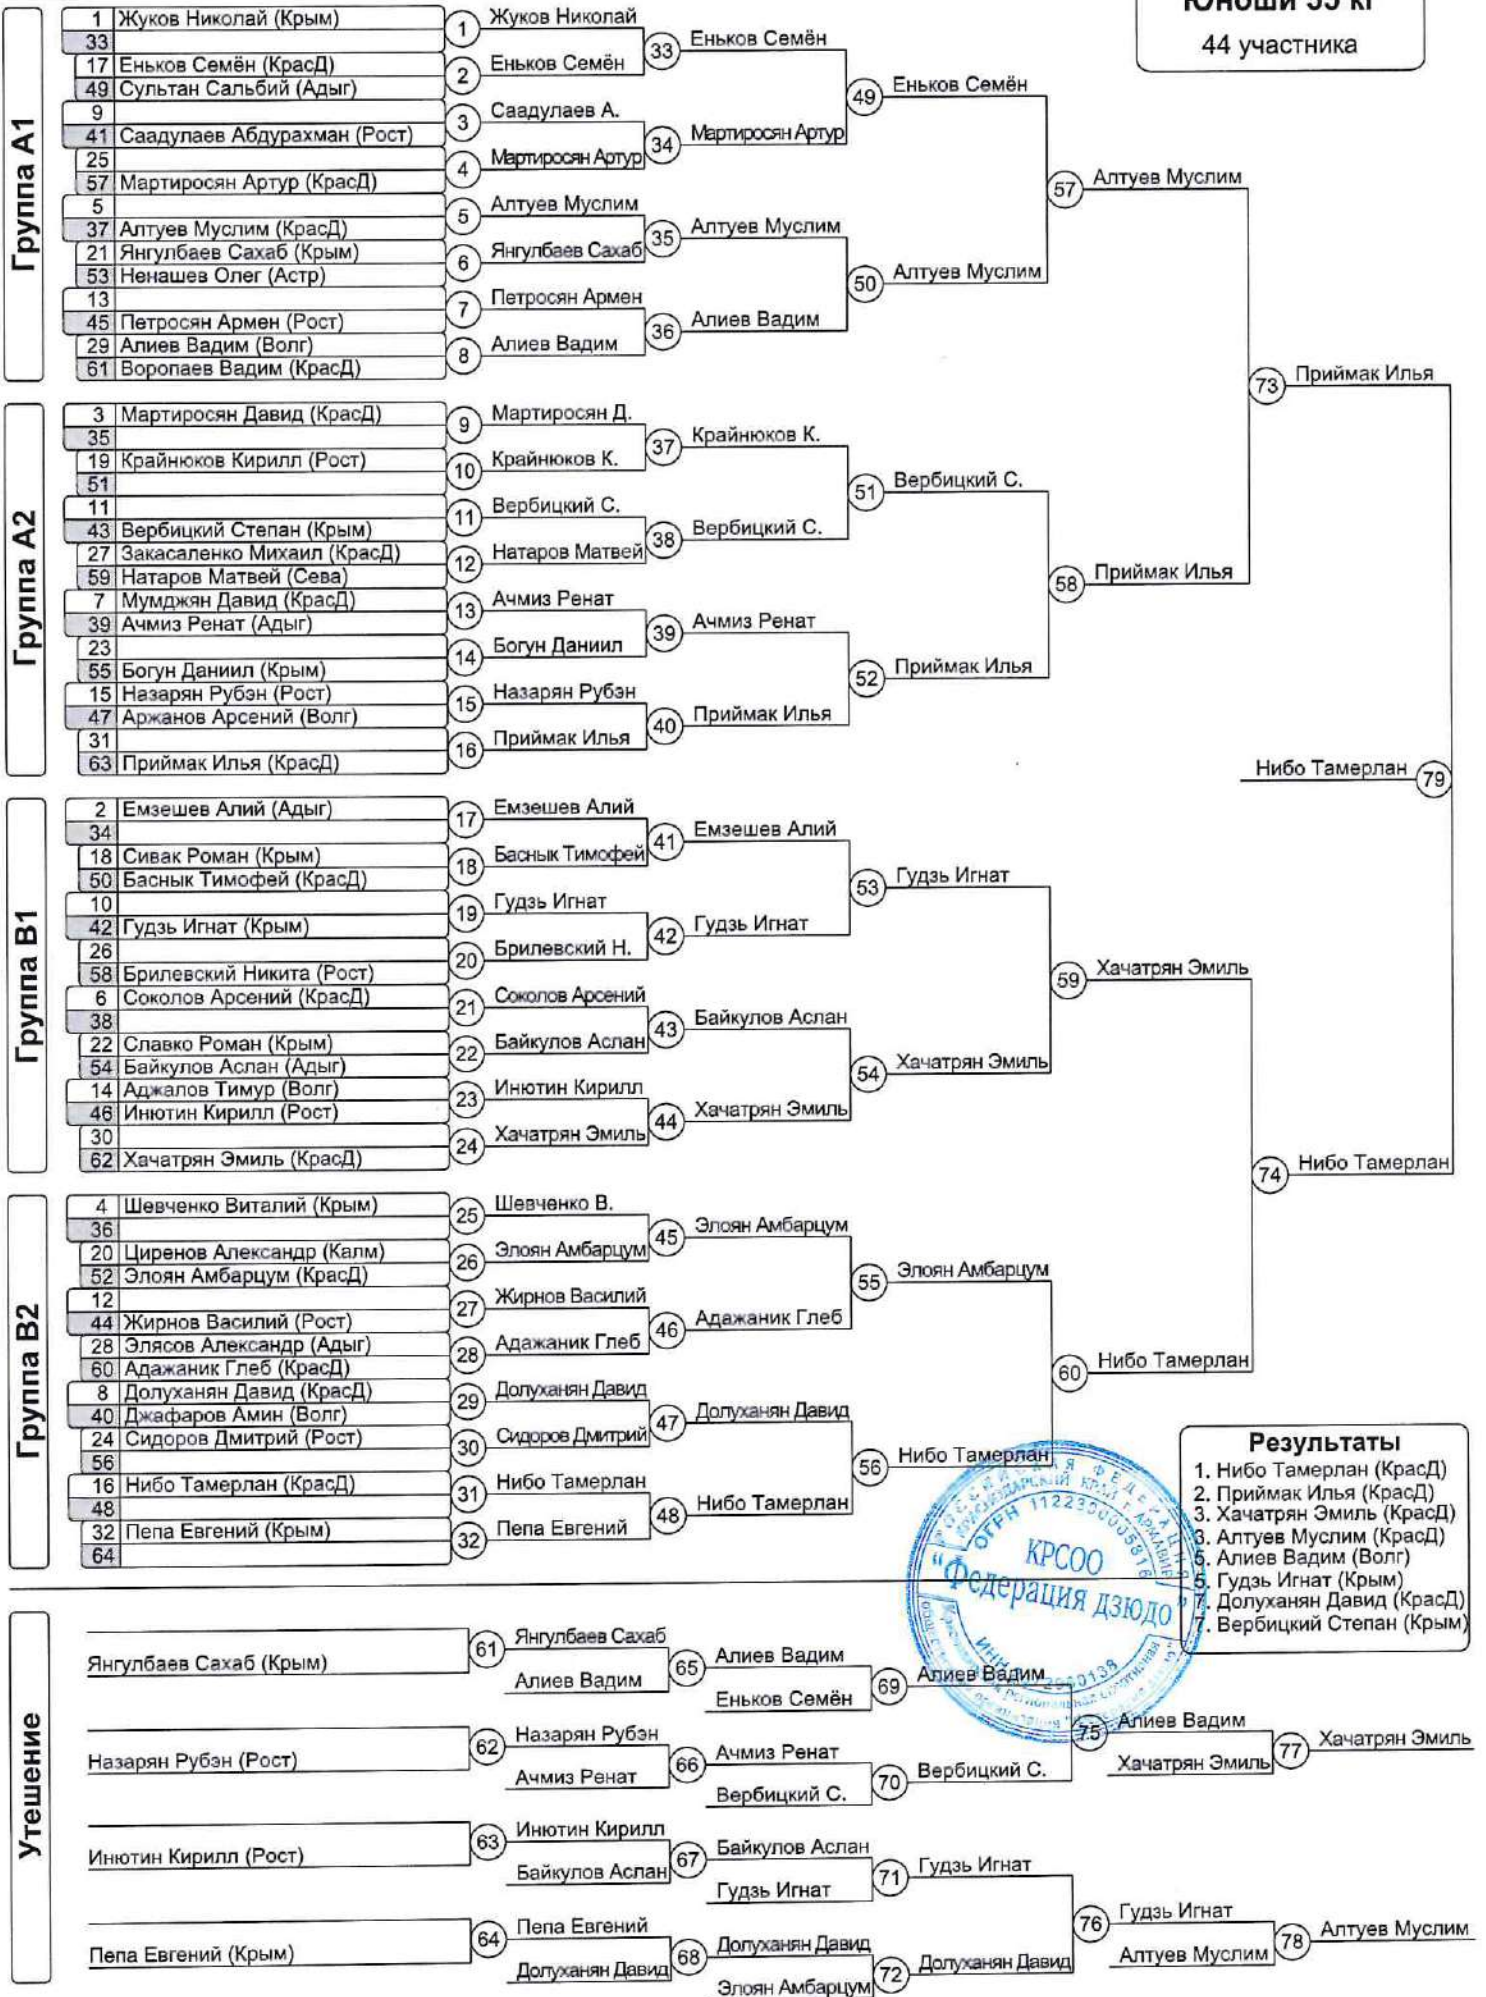 Юноши 55 кг
44 участника
Группа А1
1 Жуков Николай (Крым)
33
17 Еньков Семён (КрасД)
49 Сультан Сальбий (Адыг)
9
41 Саадулаев Абдурахман (Рост)
25
57 Мартиросян Артур (КрасД)
5
37 Алтуев Муслим (КрасД)
21 Янгулбаев Сахаб (Крым)
53 Ненашев Олег (Астр)
13
45 Петросян Армен (Рост)
29 Алиев Вадим (Волг)
61 Воропаев Вадим (КрасД)
1 Жуков Николай
2 Еньков Семён
3 Саадулаев А.
4 Мартиросян Артур
5 Алтуев Муслим
6 Янгулбаев Сахаб
7 Петросян Армен
8 Алиев Вадим
33 Еньков Семён
34 Мартиросян Артур
35 Алтуев Муслим
36 Алиев Вадим
49 Еньков Семён
50 Алтуев Муслим
57 Алтуев Муслим
Группа А2
3 Мартиросян Давид (КрасД)
35
19 Крайнюков Кирилл (Рост)
51
11
43 Вербицкий Степан (Крым)
27 Закасаленко Михаил (КрасД)
59 Натаров Матвей (Сева)
7 Мумджян Давид (КрасД)
39 Ачмиз Ренат (Адыг)
23
55 Богун Даниил (Крым)
15 Назарян Рубэн (Рост)
47 Аржанов Арсений (Волг)
31
63 Приймак Илья (КрасД)
9 Мартиросян Д.
10 Крайнюков К.
11 Вербицкий С.
12 Натаров Матвей
13 Ачмиз Ренат
14 Богун Даниил
15 Назарян Рубэн
16 Приймак Илья
37 Крайнюков К.
38 Вербицкий С.
39 Ачмиз Ренат
40 Приймак Илья
51 Вербицкий С.
52 Приймак Илья
58 Приймак Илья
73 Приймак Илья
Нибо Тамерлан 79
Группа В1
2 Емзешев Алий (Адыг)
34
18 Сивак Роман (Крым)
50 Баснык Тимофей (КрасД)
10
42 Гудзь Игнат (Крым)
26
58 Брилевский Никита (Рост)
6 Соколов Арсений (КрасД)
38
22 Славко Роман (Крым)
54 Байкулов Аслан (Адыг)
14 Аджалов Тимур (Волг)
46 Инютин Кирилл (Рост)
30
62 Хачатрян Эмиль (КрасД)
17 Емзешев Алий
18 Баснык Тимофей
19 Гудзь Игнат
20 Брилевский Н.
21 Соколов Арсений
22 Байкулов Аслан
23 Инютин Кирилл
24 Хачатрян Эмиль
41 Емзешев Алий
42 Гудзь Игнат
43 Байкулов Аслан
44 Хачатрян Эмиль
53 Гудзь Игнат
54 Хачатрян Эмиль
59 Хачатрян Эмиль
74 Нибо Тамерлан
Группа В2
4 Шевченко Виталий (Крым)
36
20 Циренов Александр (Калм)
52 Элоян Амбарцум (КрасД)
12
44 Жирнов Василий (Рост)
28 Элясов Александр (Адыг)
60 Адажаник Глеб (КрасД)
8 Долуханян Давид (КрасД)
40 Джафаров Амин (Волг)
24 Сидоров Дмитрий (Рост)
56
16 Нибо Тамерлан (КрасД)
48
32 Пепа Евгений (Крым)
64
25 Шевченко В.
26 Элоян Амбарцум
27 Жирнов Василий
28 Адажаник Глеб
29 Долуханян Давид
30 Сидоров Дмитрий
31 Нибо Тамерлан
32 Пепа Евгений
45 Элоян Амбарцум
46 Адажаник Глеб
47 Долуханян Давид
48 Нибо Тамерлан
55 Элоян Амбарцум
56 Нибо Тамерлан
60 Нибо Тамерлан
Результаты
1. Нибо Тамерлан (КрасД)
2. Приймак Илья (КрасД)
3. Хачатрян Эмиль (КрасД)
3. Алтуев Муслим (КрасД)
5. Алиев Вадим (Волг)
5. Гудзь Игнат (Крым)
7. Долуханян Давид (КрасД)
7. Вербицкий Степан (Крым)
КРСОО
"Федерация дзюдо"
Утешение
Янгулбаев Сахаб (Крым)
Назарян Рубэн (Рост)
Инютин Кирилл (Рост)
Пепа Евгений (Крым)
61 Янгулбаев Сахаб
Алиев Вадим
62 Назарян Рубэн
Ачмиз Ренат
63 Инютин Кирилл
Байкулов Аслан
64 Пепа Евгений
Долуханян Давид
65 Алиев Вадим
Еньков Семён
66 Ачмиз Ренат
Вербицкий С.
67 Байкулов Аслан
Гудзь Игнат
68 Долуханян Давид
Элоян Амбарцум
69 Алиев Вадим
70 Вербицкий С.
71 Гудзь Игнат
72 Долуханян Давид
75 Алиев Вадим
Хачатрян Эмиль
76 Гудзь Игнат
Алтуев Муслим
77 Хачатрян Эмиль
78 Алтуев Муслим